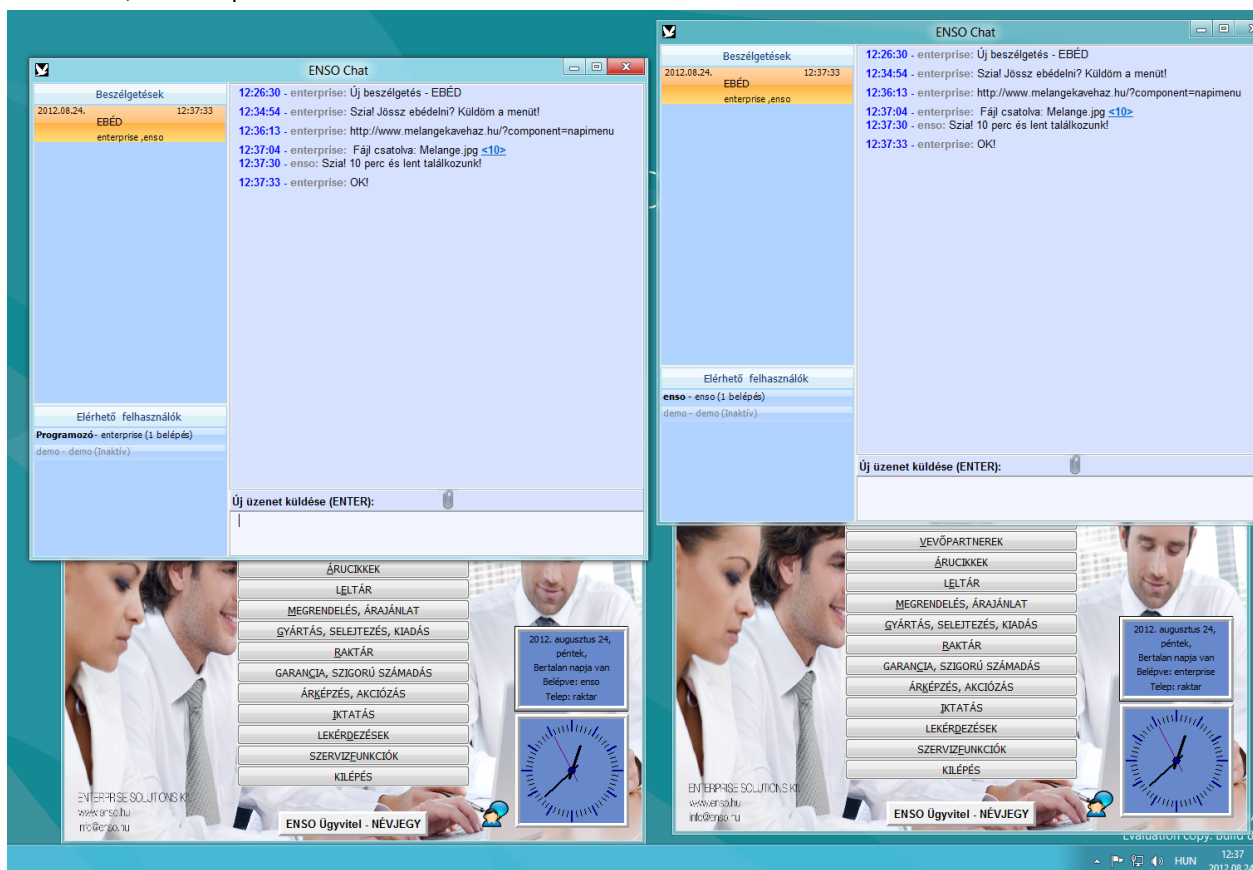 ENSO Chat
Beszélgetések
2012.08.24. 12:37:33
EBÉD
enterprise ,enso
12:26:30 - enterprise: Új beszélgetés - EBÉD
12:34:54 - enterprise: Szia! Jössz ebédelni? Küldöm a menüt!
12:36:13 - enterprise: http://www.melangekavehaz.hu/?component=napimenu
12:37:04 - enterprise: Fájl csatolva: Melange.jpg <10>
12:37:30 - enso: Szia! 10 perc és lent találkozunk!
12:37:33 - enterprise: OK!
Elérhető felhasználók
Programozó- enterprise (1 belépés)
demo - demo (Inaktív)
Új üzenet küldése (ENTER):
ÁRUCIKKEK
LELTÁR
MEGRENDELÉS, ÁRAJÁNLAT
GYÁRTÁS, SELEJTEZÉS, KIADÁS
RAKTÁR
GARANCIA, SZIGORÚ SZÁMADÁS
ÁRKÉPZÉS, AKCIÓZÁS
IKTATÁS
LEKÉRDEZÉSEK
SZERVIZFUNKCIÓK
KILÉPÉS
2012. augusztus 24,
péntek,
Bertalan napja van
Belépve: enso
Telep: raktar
ENTERPRISE SOLUTIONS Kft.
www.enso.hu
info@enso.hu
ENSO Ügyvitel - NÉVJEGY
ENSO Chat
Beszélgetések
2012.08.24. 12:37:33
EBÉD
enterprise ,enso
12:26:30 - enterprise: Új beszélgetés - EBÉD
12:34:54 - enterprise: Szia! Jössz ebédelni? Küldöm a menüt!
12:36:13 - enterprise: http://www.melangekavehaz.hu/?component=napimenu
12:37:04 - enterprise: Fájl csatolva: Melange.jpg <10>
12:37:30 - enso: Szia! 10 perc és lent találkozunk!
12:37:33 - enterprise: OK!
Elérhető felhasználók
enso - enso (1 belépés)
demo - demo (Inaktív)
Új üzenet küldése (ENTER):
VEVŐPARTNEREK
ÁRUCIKKEK
LELTÁR
MEGRENDELÉS, ÁRAJÁNLAT
GYÁRTÁS, SELEJTEZÉS, KIADÁS
RAKTÁR
GARANCIA, SZIGORÚ SZÁMADÁS
ÁRKÉPZÉS, AKCIÓZÁS
IKTATÁS
LEKÉRDEZÉSEK
SZERVIZFUNKCIÓK
KILÉPÉS
2012. augusztus 24,
péntek,
Bertalan napja van
Belépve: enterprise
Telep: raktar
ENTERPRISE SOLUTIONS Kft.
www.enso.hu
info@enso.hu
ENSO Ügyvitel - NÉVJEGY
Evaluation copy. Build
HUN
12:37
2012.08.24